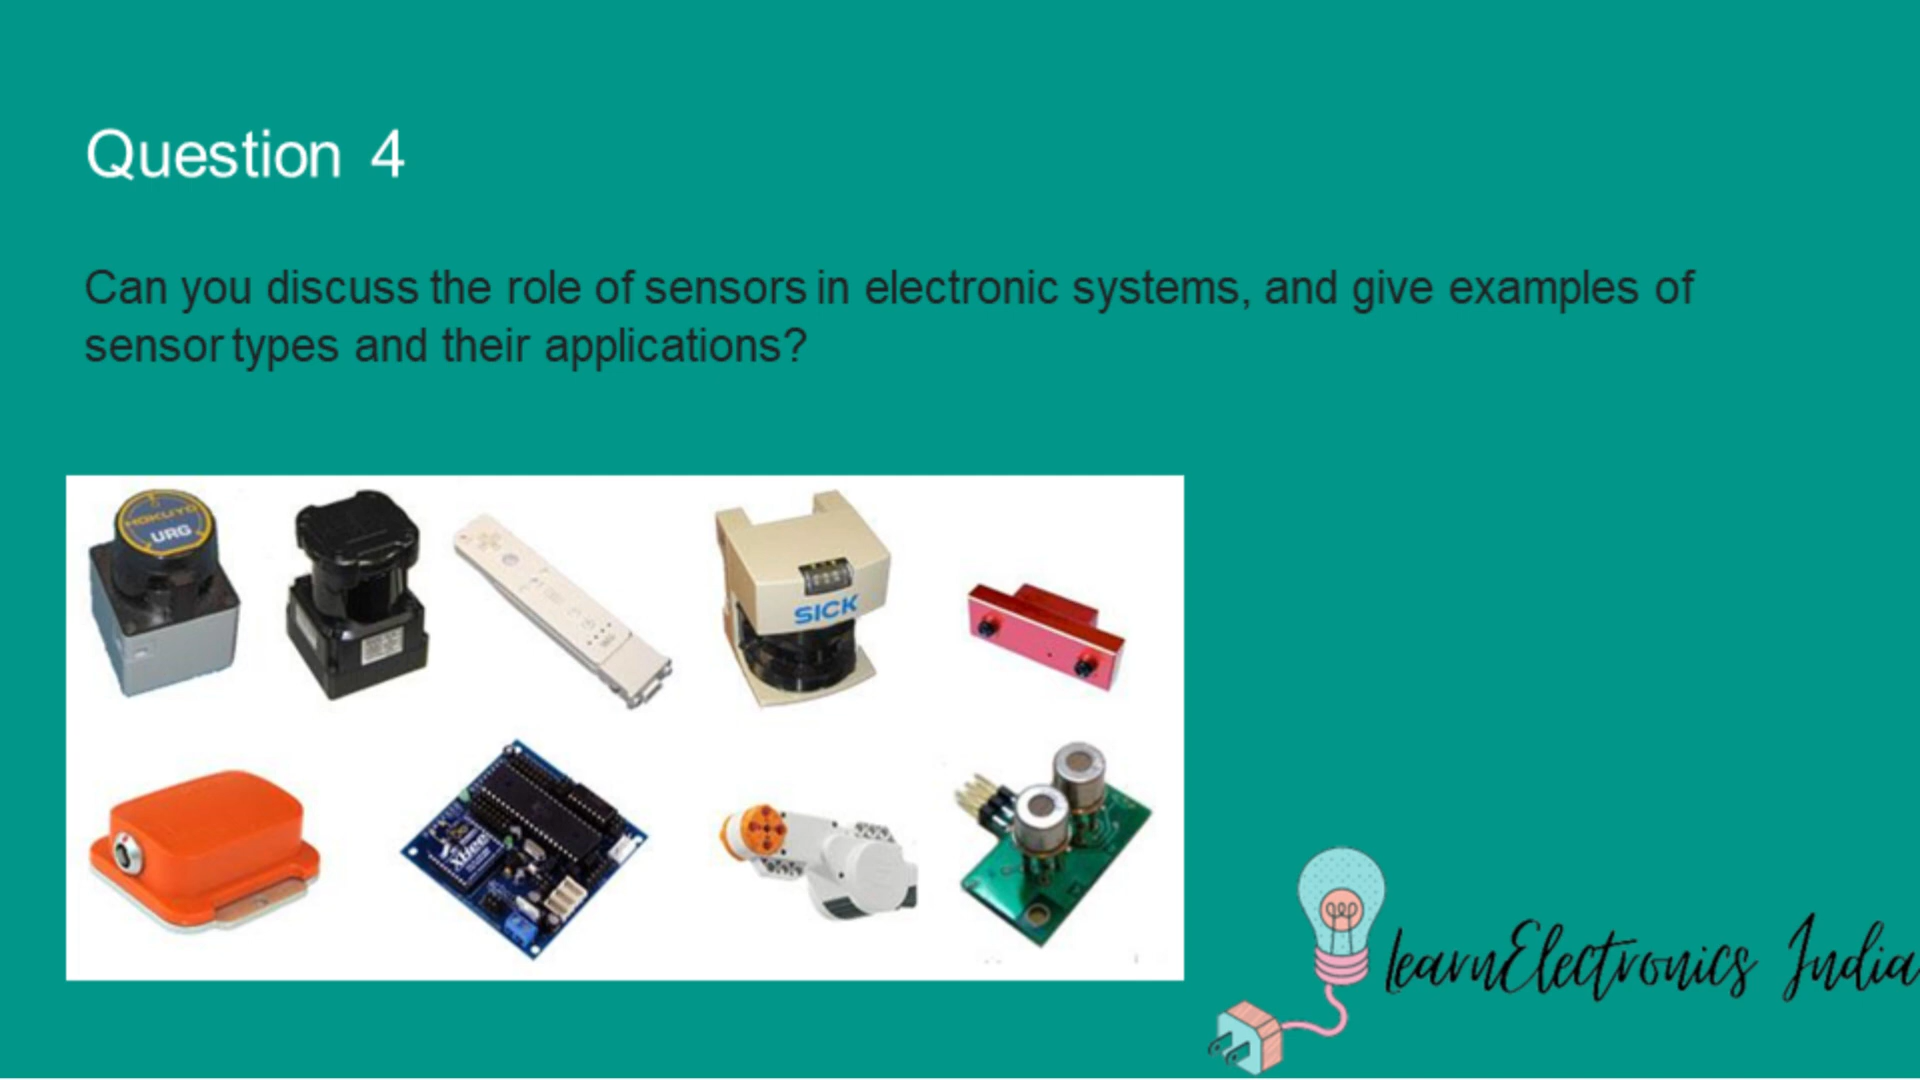 Question 4
Can you discuss the role of sensors in electronic systems, and give examples of
sensor types and their applications?
HOKUYO
URG
SICK
XBee
learnElectronics India